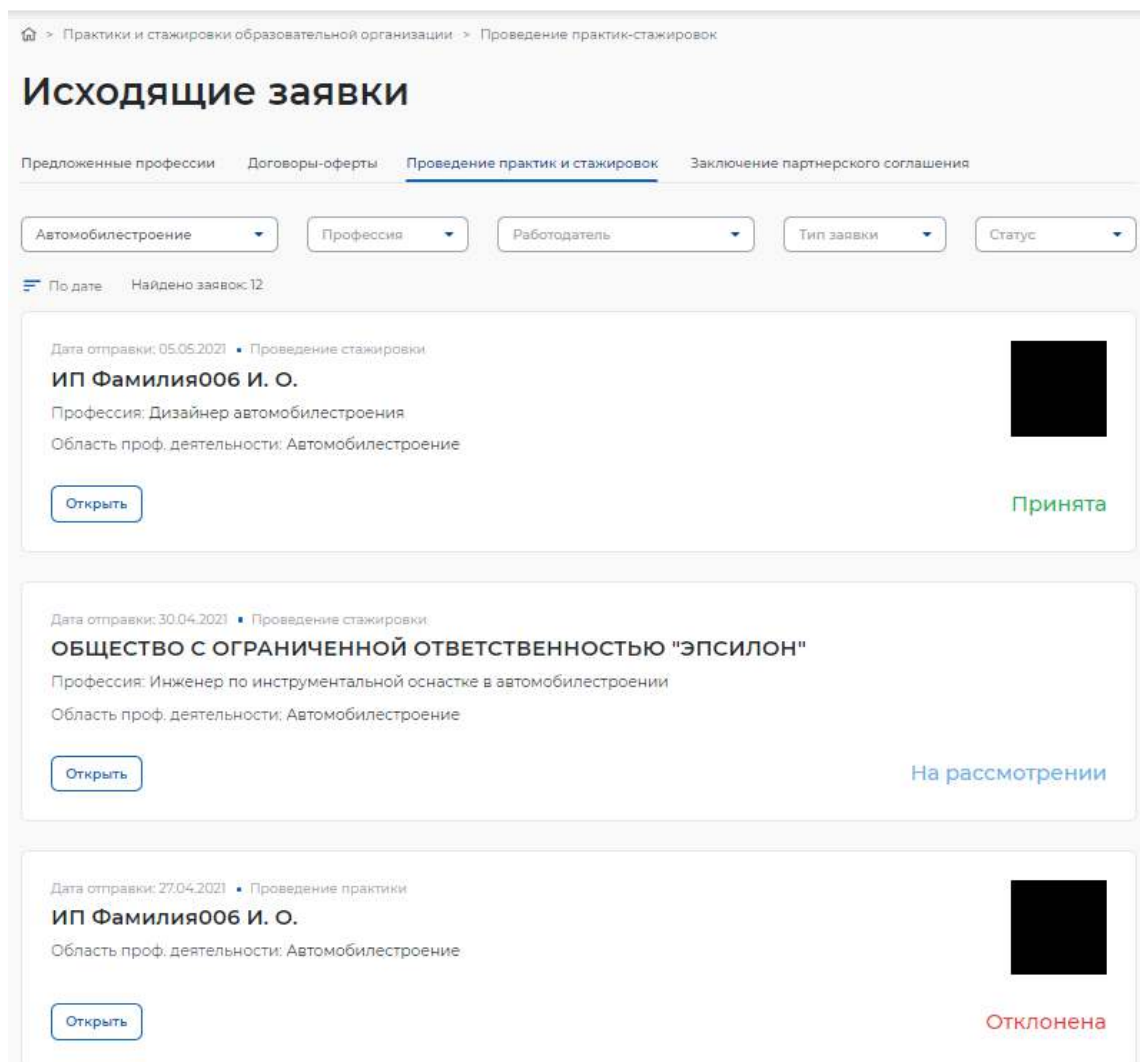 > Практики и стажировки образовательной организации > Проведение практик-стажировок
Исходящие заявки
Предложенные профессии Договоры-оферты Проведение практик и стажировок Заключение партнерского соглашения
Автомобилестроение Профессия Работодатель Тип заявки Статус
По дате Найдено заявок: 12
Дата отправки: 05.05.2021 • Проведение стажировки
ИП Фамилия006 И. О.
Профессия: Дизайнер автомобилестроения
Область проф. деятельности: Автомобилестроение
Открыть Принята
Дата отправки: 30.04.2021 • Проведение стажировки
ОБЩЕСТВО С ОГРАНИЧЕННОЙ ОТВЕТСТВЕННОСТЬЮ "ЭПСИЛОН"
Профессия: Инженер по инструментальной оснастке в автомобилестроении
Область проф. деятельности: Автомобилестроение
Открыть На рассмотрении
Дата отправки: 27.04.2021 • Проведение практики
ИП Фамилия006 И. О.
Область проф. деятельности: Автомобилестроение
Открыть Отклонена